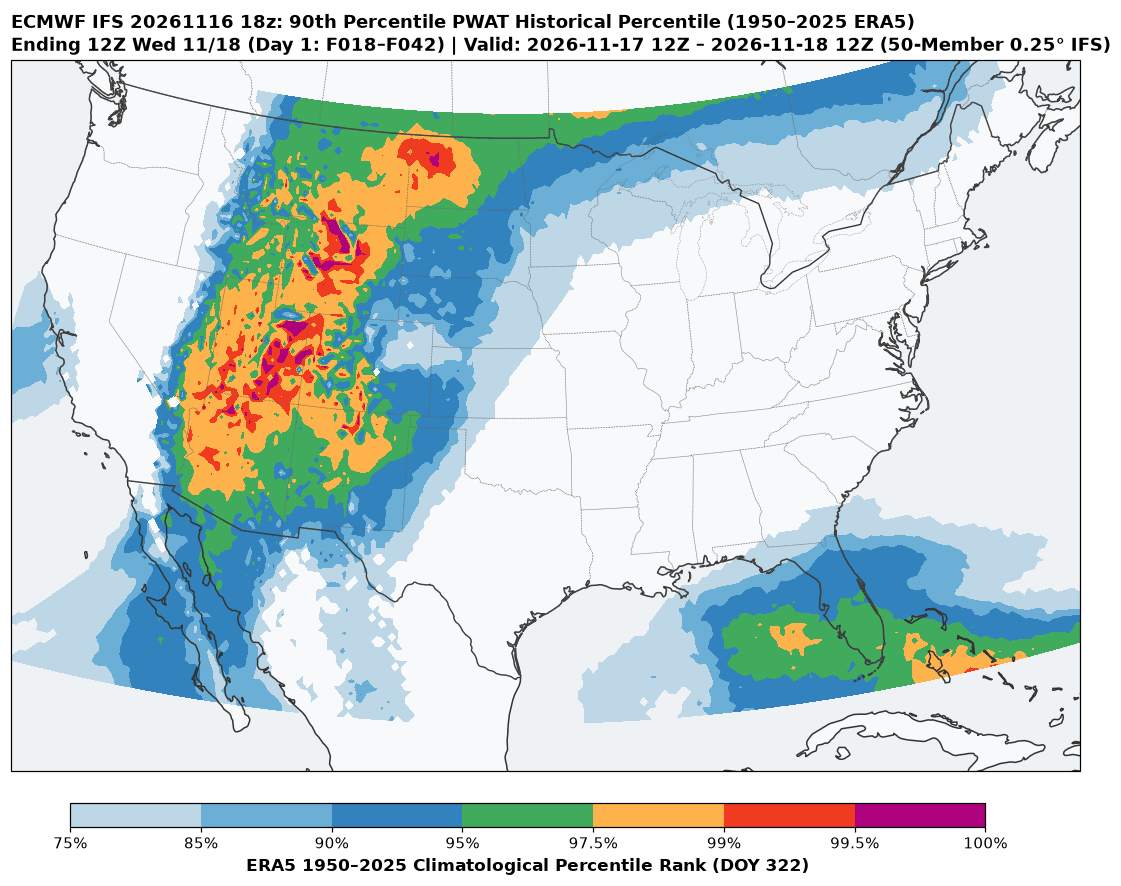 ECMWF IFS 20261116 18z: 90th Percentile PWAT Historical Percentile (1950–2025 ERA5)
Ending 12Z Wed 11/18 (Day 1: F018–F042) | Valid: 2026-11-17 12Z – 2026-11-18 12Z (50-Member 0.25° IFS)
75% 85% 90% 95% 97.5% 99% 99.5% 100%
ERA5 1950–2025 Climatological Percentile Rank (DOY 322)